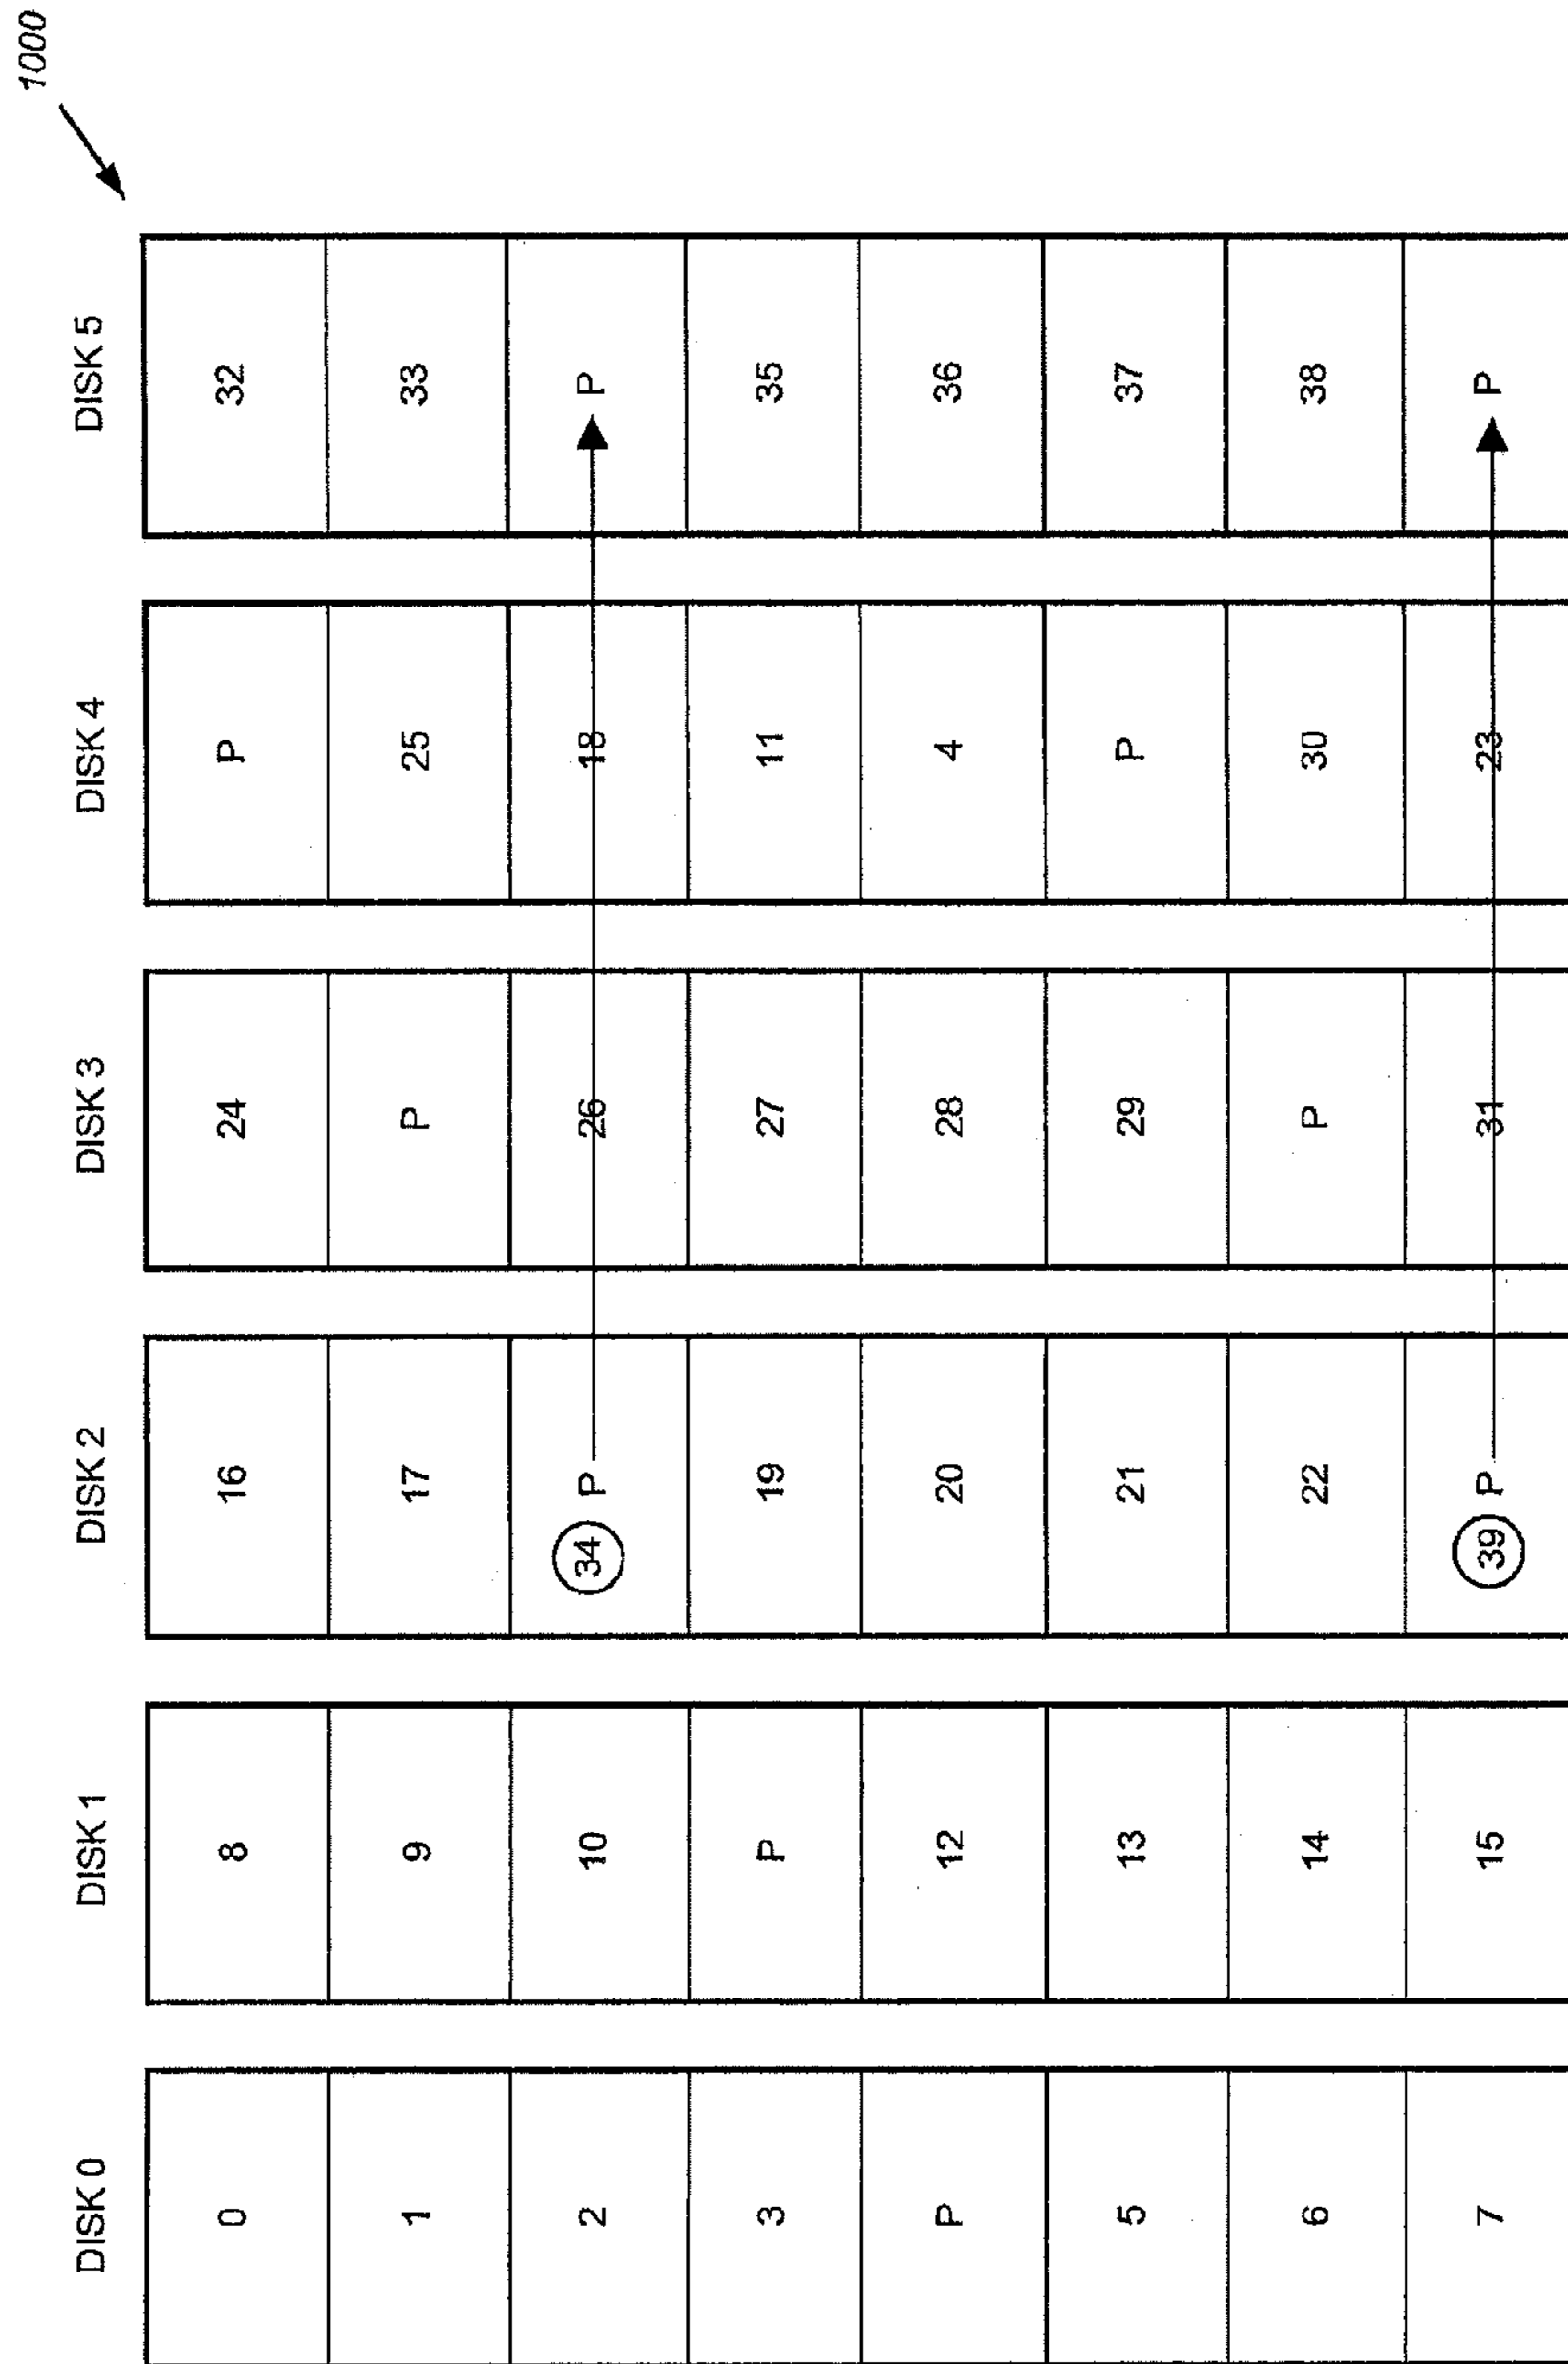 1000
DISK 0 DISK 1 DISK 2 DISK 3 DISK 4 DISK 5
0 8 16 24 P 32
1 9 17 P 25 33
2 10 34 P 26 18 P
3 P 19 27 11 35
P 12 20 28 4 36
5 13 21 29 P 37
6 14 22 P 30 38
7 15 39 P 31 23 P